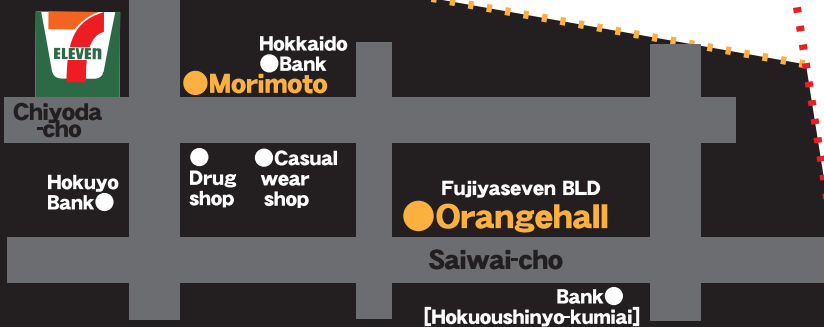 7
ELEVEN
Hokkaido
Bank
Morimoto
Chiyoda
-cho
Drug
shop
Casual
wear
shop
Hokuyo
Bank
Fujiyaseven BLD
Orangehall
Saiwai-cho
Bank
[Hokuoushinyo-kumiai]